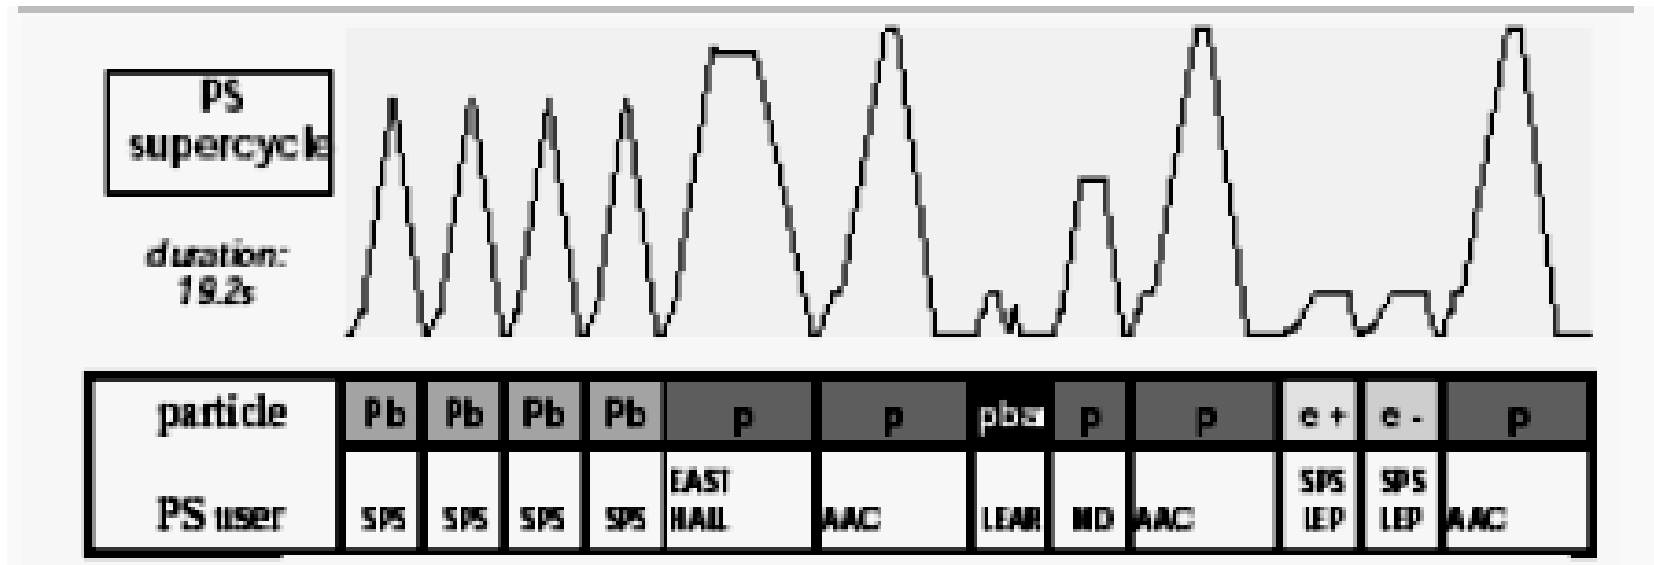 PS
supercycle
duration:
19.2s
particle Pb Pb Pb Pb p p pbar p p e+ e- p
PS user SPS SPS SPS SPS EAST HALL AAC LEAR MD AAC SPS LEP SPS LEP AAC